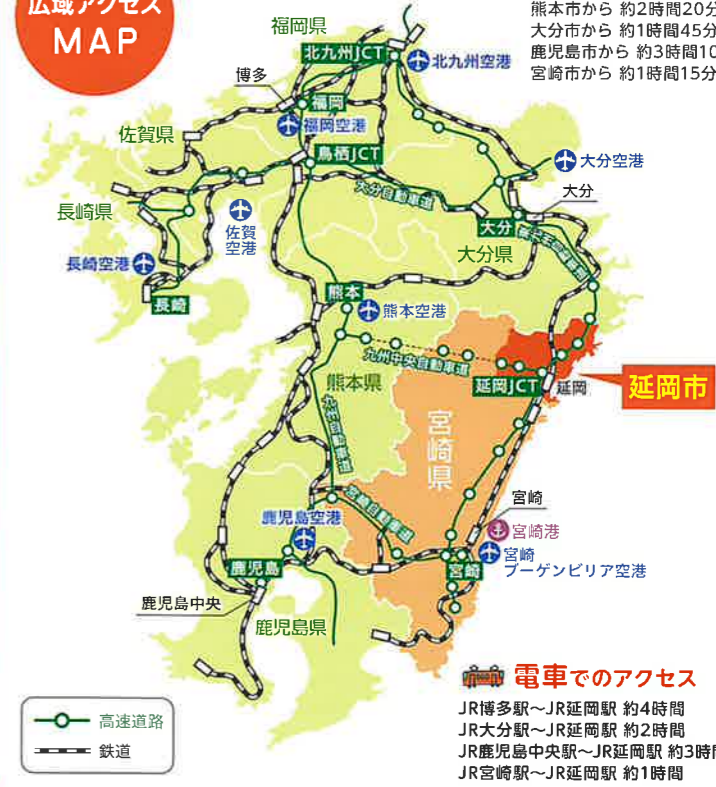 広域アクセス
MAP
熊本市から 約2時間20分
大分市から 約1時間45分
鹿児島市から 約3時間10
宮崎市から 約1時間15分
福岡県
北九州JCT
北九州空港
博多
福岡
福岡空港
佐賀県
鳥栖JCT
大分空港
大分自動車道
大分
長崎県
佐賀
空港
大分
大分県
長崎空港
長崎
熊本
熊本空港
九州中央自動車道
延岡JCT
延岡
延岡市
熊本県
九州自動車道
宮崎県
宮崎
宮崎自動車道
鹿児島空港
宮崎港
宮崎
ブーゲンビリア空港
宮崎
鹿児島
鹿児島中央
鹿児島県
電車でのアクセス
JR博多駅～JR延岡駅 約4時間
JR大分駅～JR延岡駅 約2時間
JR鹿児島中央駅～JR延岡駅 約3時
JR宮崎駅～JR延岡駅 約1時間
高速道路
鉄道